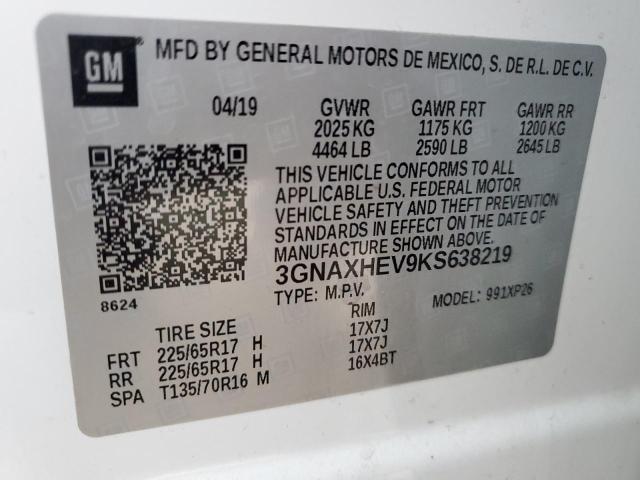 GM MFD BY GENERAL MOTORS DE MEXICO, S. DE R.L. DE C.V.
04/19 GVWR GAWR FRT GAWR RR
2025 KG 1175 KG 1200 KG
4464 LB 2590 LB 2645 LB
THIS VEHICLE CONFORMS TO ALL
APPLICABLE U.S. FEDERAL MOTOR
VEHICLE SAFETY AND THEFT PREVENTION
STANDARDS IN EFFECT ON THE DATE OF
MANUFACTURE SHOWN ABOVE.
3GNAXHEV9KS638219
8624 TYPE: M.P.V. MODEL: 991XP26
TIRE SIZE RIM
FRT 225/65R17 H 17X7J
RR 225/65R17 H 17X7J
SPA T135/70R16 M 16X4BT